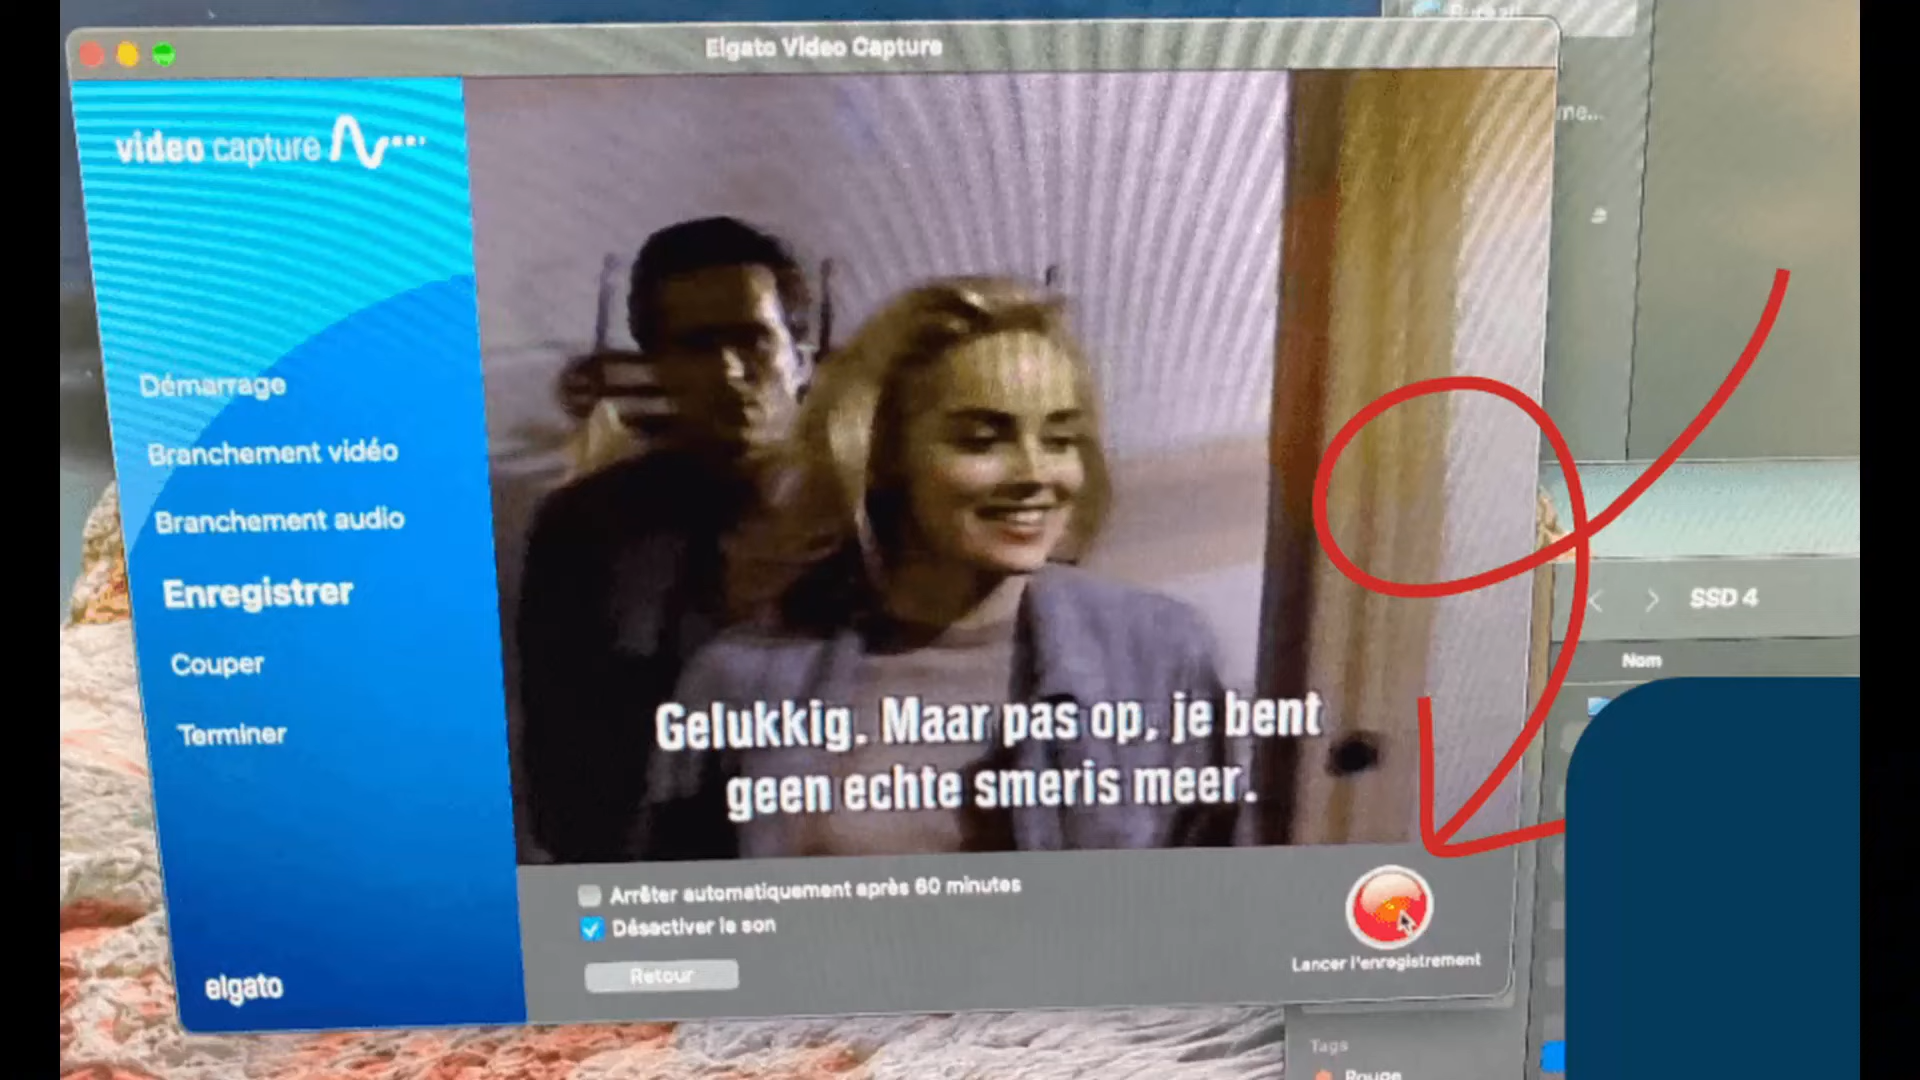 Elgato Video Capture
video capture
Démarrage
Branchement vidéo
Branchement audio
Enregistrer
Couper
Terminer
elgato
Gelukkig. Maar pas op, je bent
geen echte smeris meer.
Arrêter automatiquement après 60 minutes
Désactiver le son
Retour
Lancer l'enregistrement
me...
SSD 4
Nom
Tags
Rouge